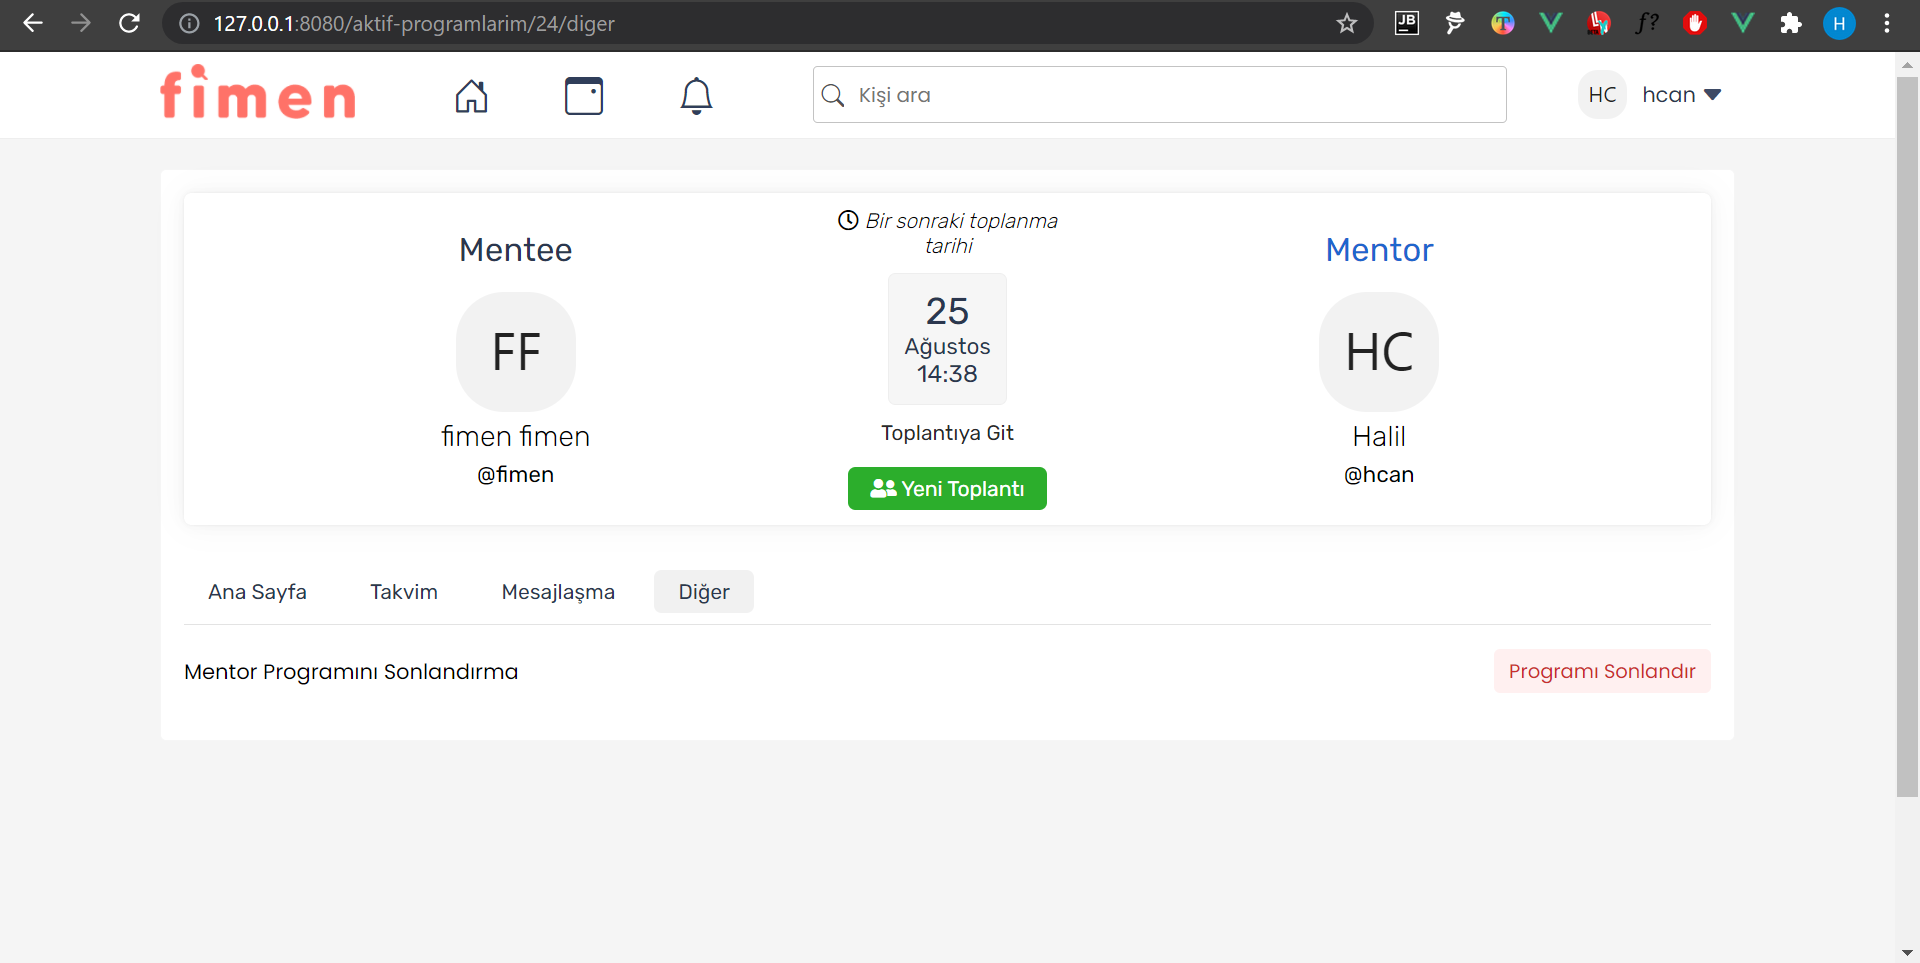 127.0.0.1:8080/aktif-programlarim/24/diger
JB
T
f?
H
fimen
Kişi ara
HC
hcan
Mentee
FF
fimen fimen
@fimen
Bir sonraki toplanma
tarihi
25
Ağustos
14:38
Toplantıya Git
Yeni Toplantı
Mentor
HC
Halil
@hcan
Ana Sayfa
Takvim
Mesajlaşma
Diğer
Mentor Programını Sonlandırma
Programı Sonlandır